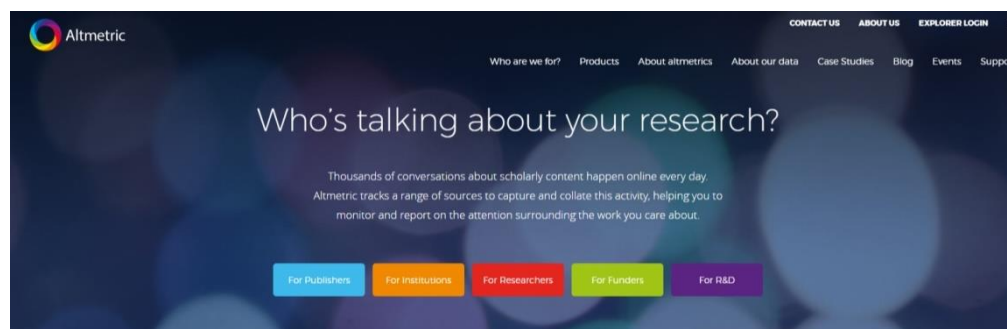 CONTACT US ABOUT US EXPLORER LOGIN
Altmetric
Who are we for? Products About altmetrics About our data Case Studies Blog Events Suppo
Who's talking about your research?
Thousands of conversations about scholarly content happen online every day.
Altmetric tracks a range of sources to capture and collate this activity, helping you to
monitor and report on the attention surrounding the work you care about.
For Publishers For Institutions For Researchers For Funders For R&D